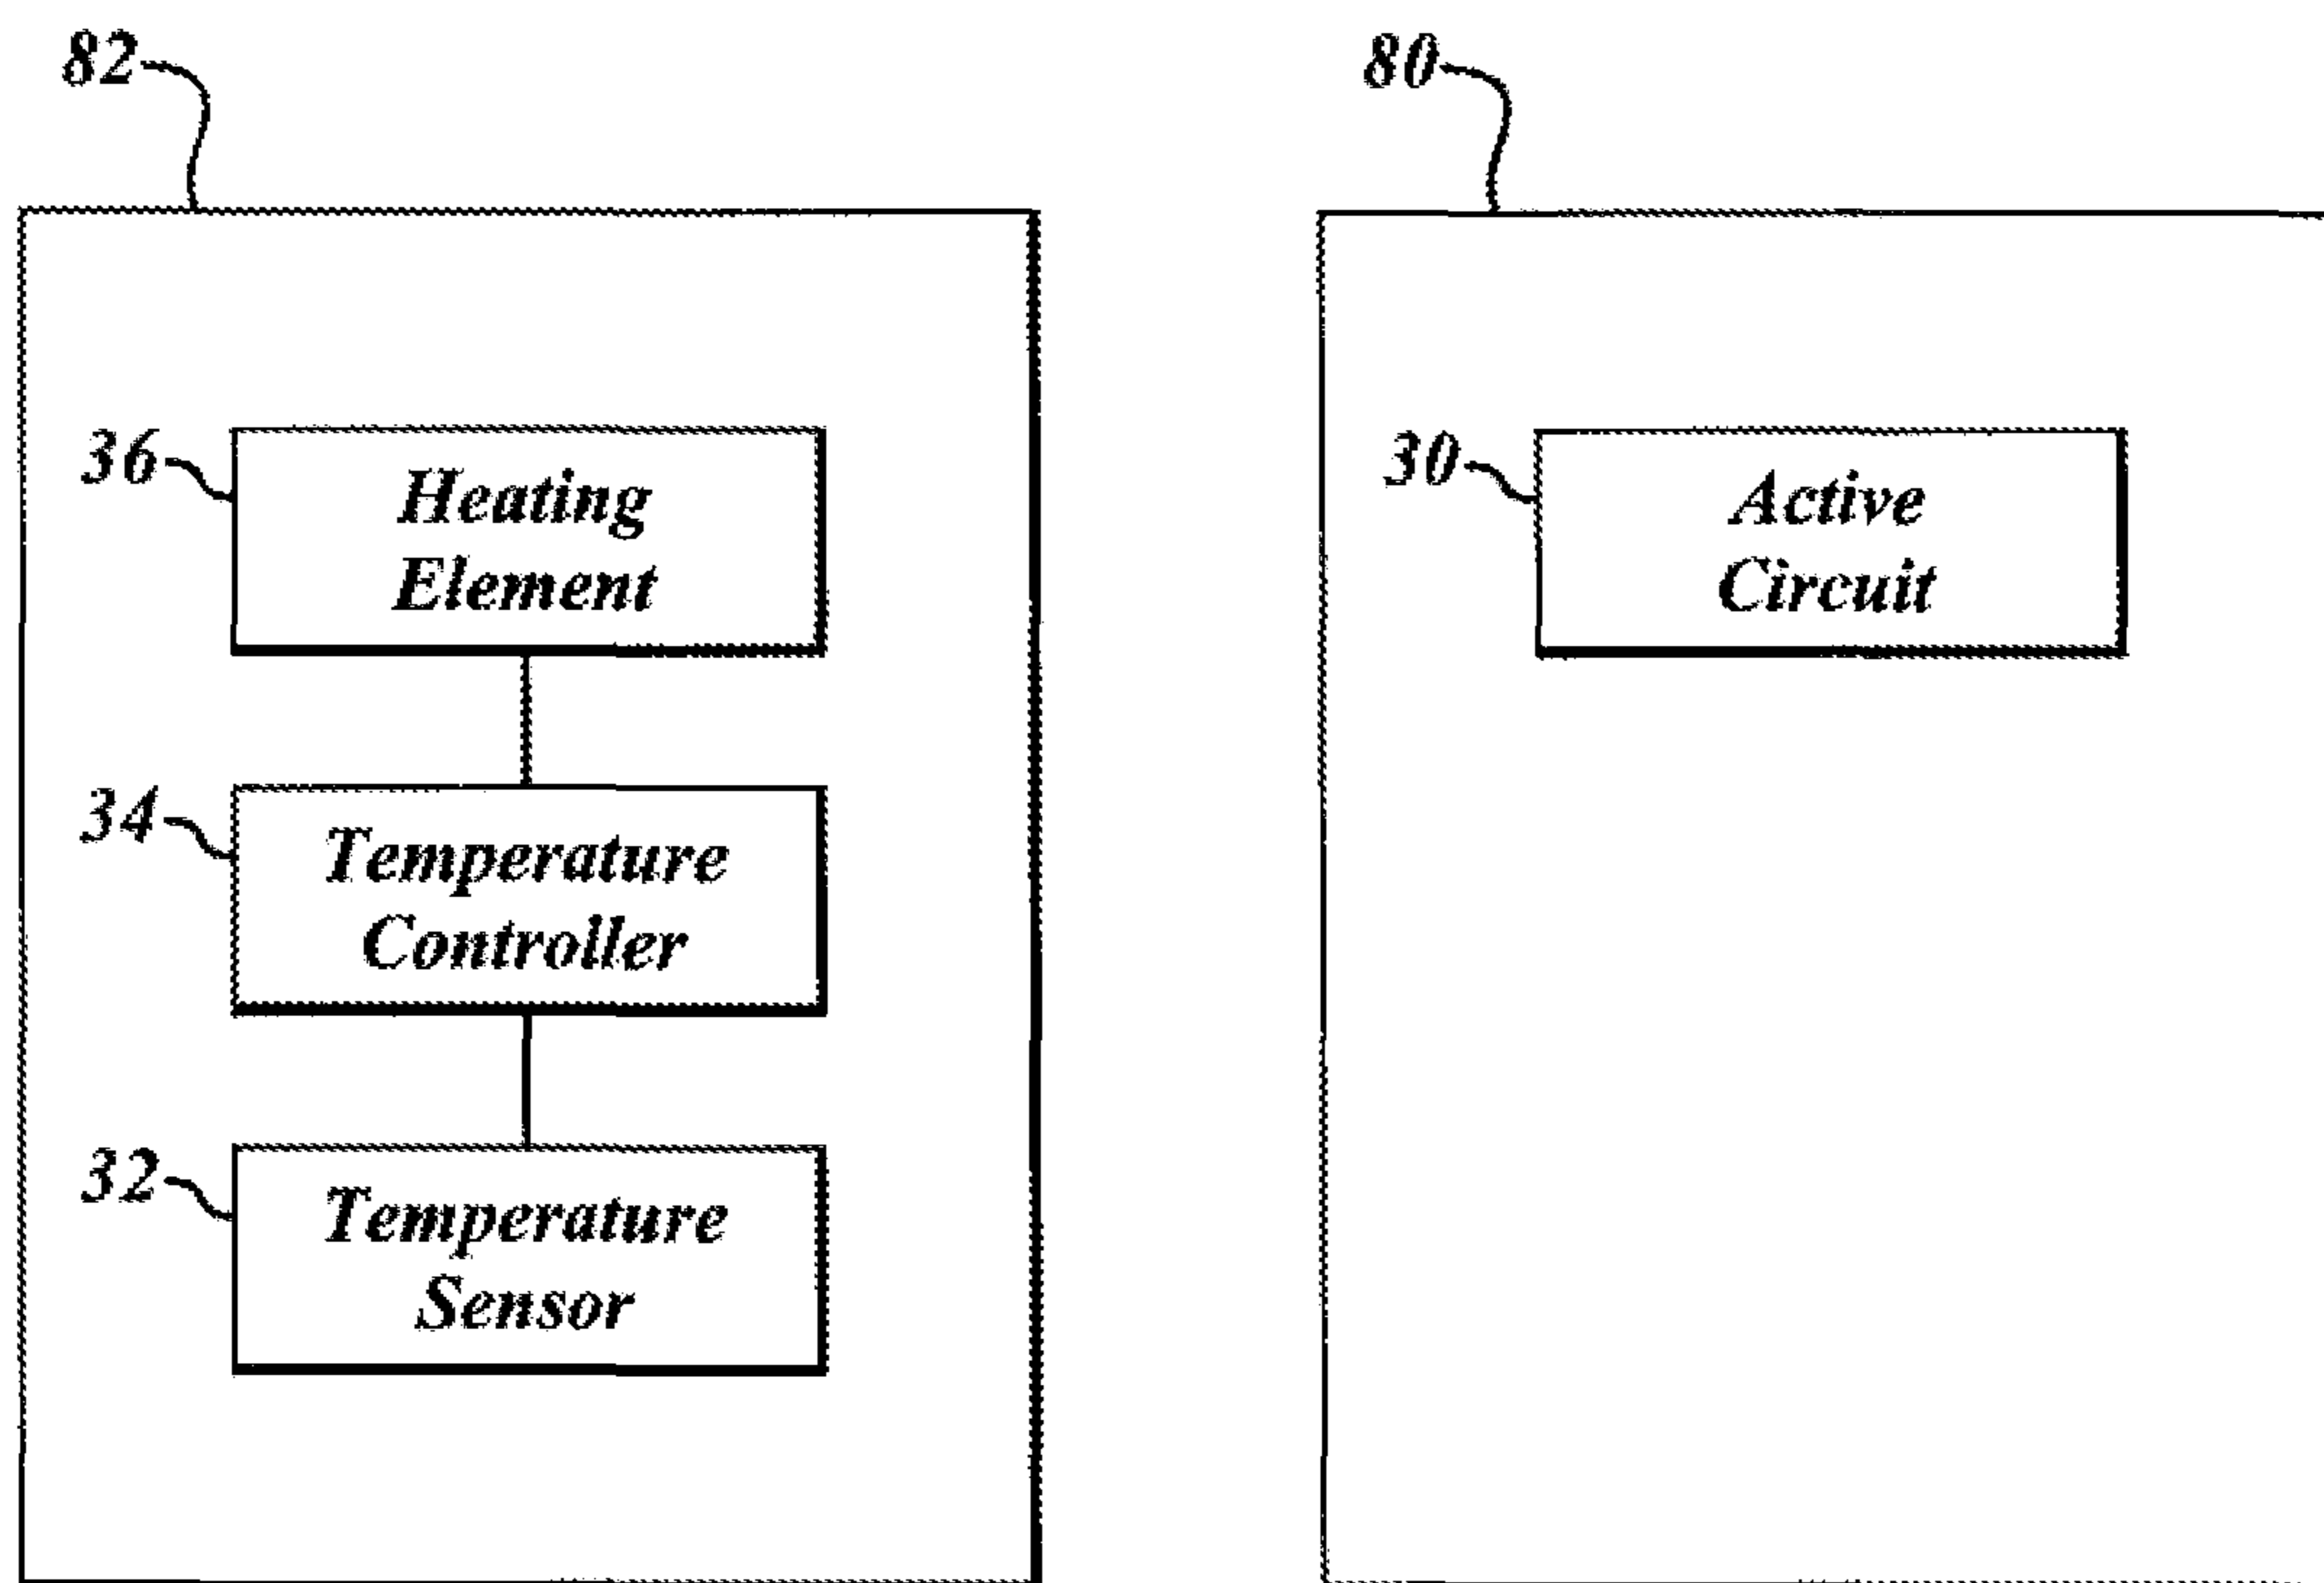 82
36
Heating
Element
34
Temperature
Controller
32
Temperature
Sensor
80
30
Active
Circuit